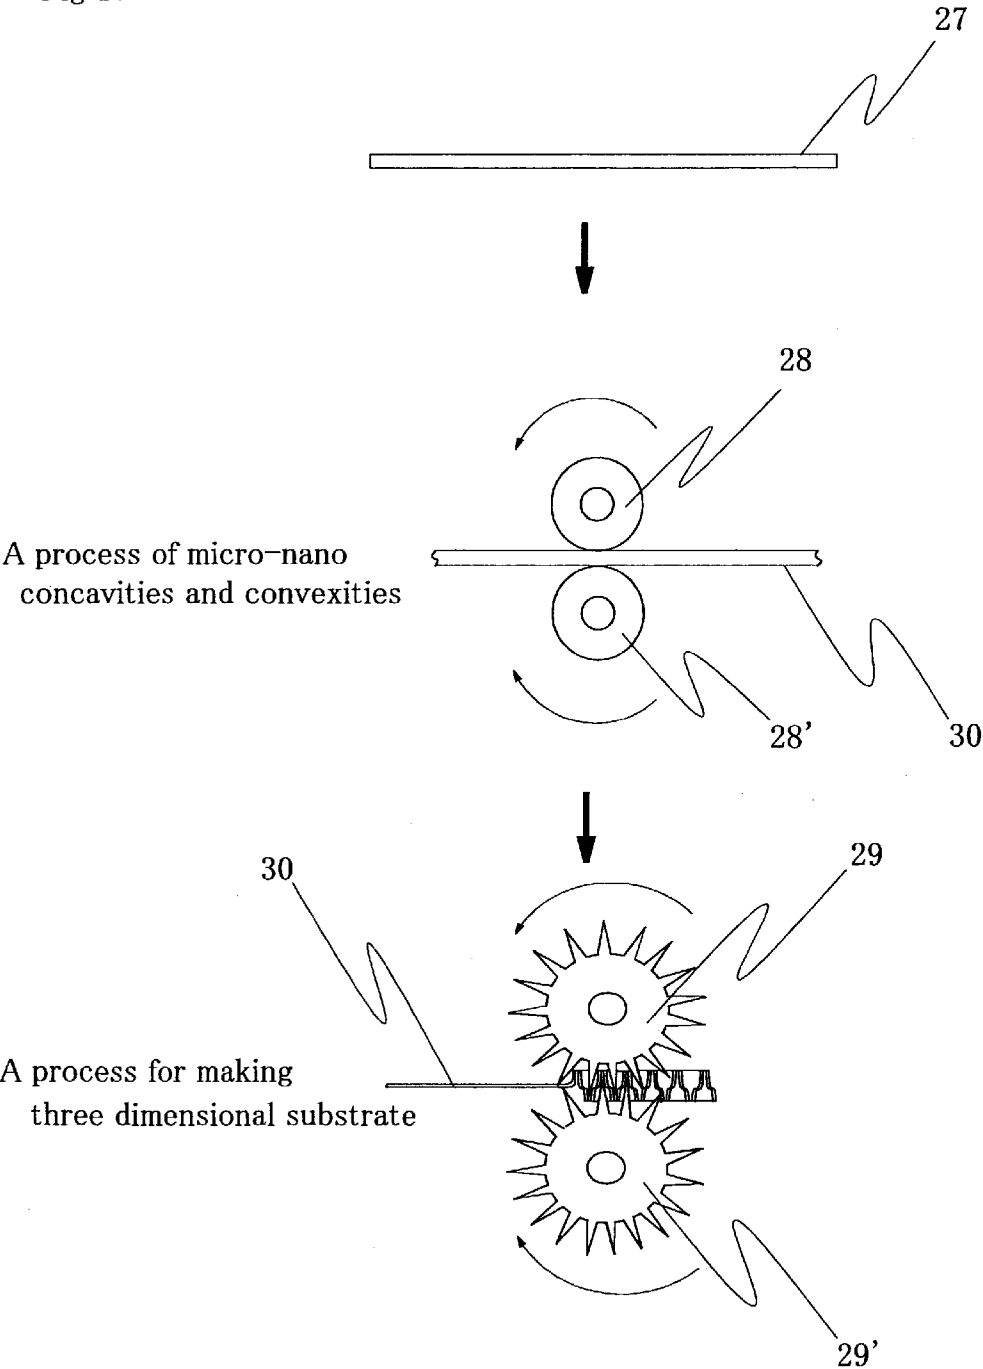 27
28
A process of micro-nano
concavities and convexities
28'
30
30
29
A process for making
three dimensional substrate
29'